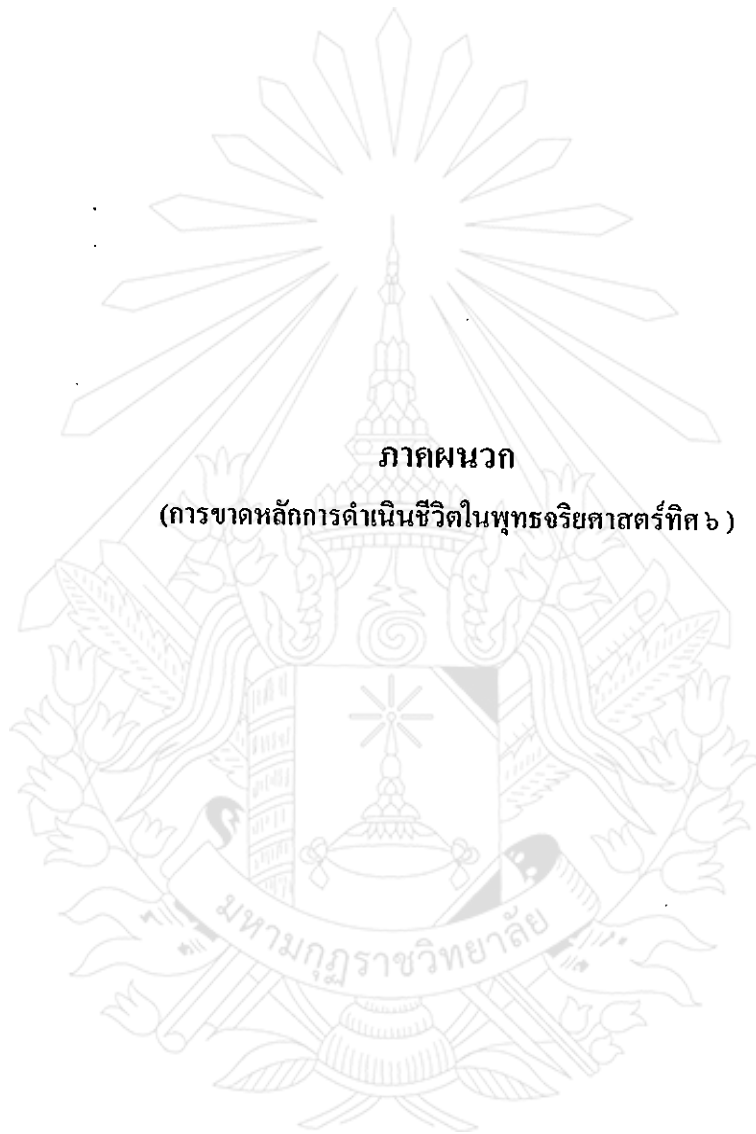 ภาคผนวก
(การขาดหลักการดำเนินชีวิตในพุทธจริยศาสตร์ทิศ ๖ )
มหามกุฏราชวิทยาลัย